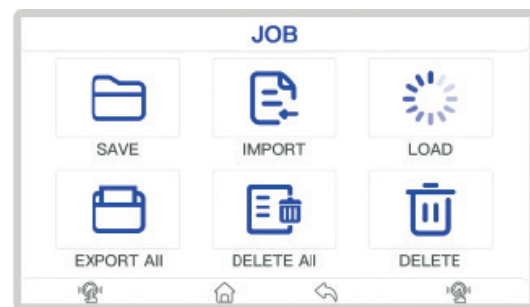 JOB
SAVE
IMPORT
LOAD
EXPORT All
DELETE All
DELETE